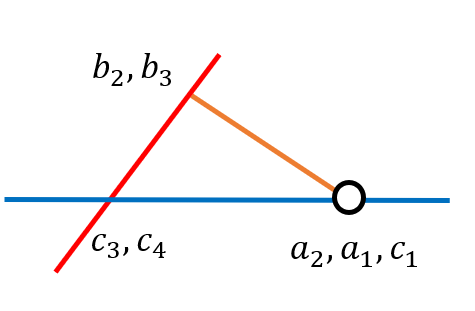 b₂, b₃
c₃, c₄
a₂, a₁, c₁